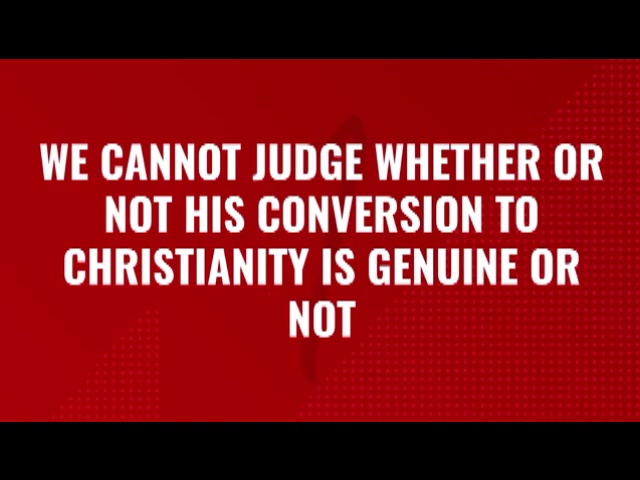 WE CANNOT JUDGE WHETHER OR
NOT HIS CONVERSION TO
CHRISTIANITY IS GENUINE OR
NOT